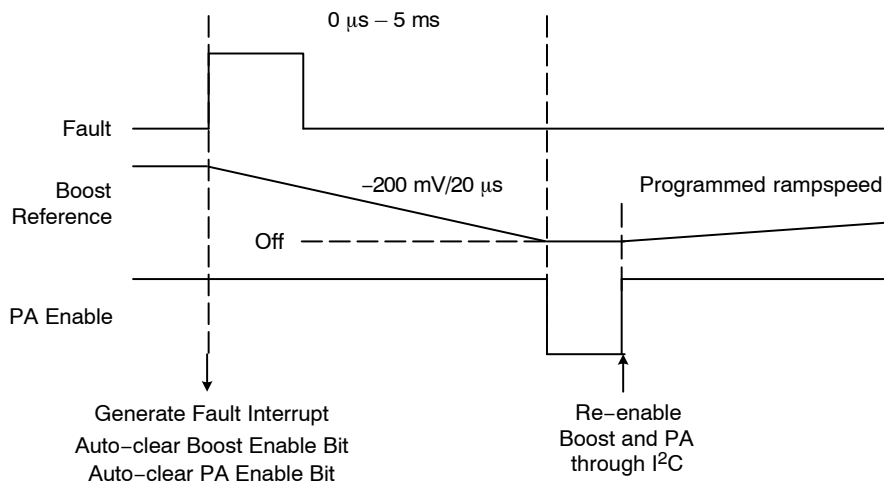 0 μs – 5 ms
Fault
–200 mV/20 μs
Programmed rampspeed
Boost
Reference
Off
PA Enable
Generate Fault Interrupt
Auto–clear Boost Enable Bit
Auto–clear PA Enable Bit
Re–enable
Boost and PA
through I²C